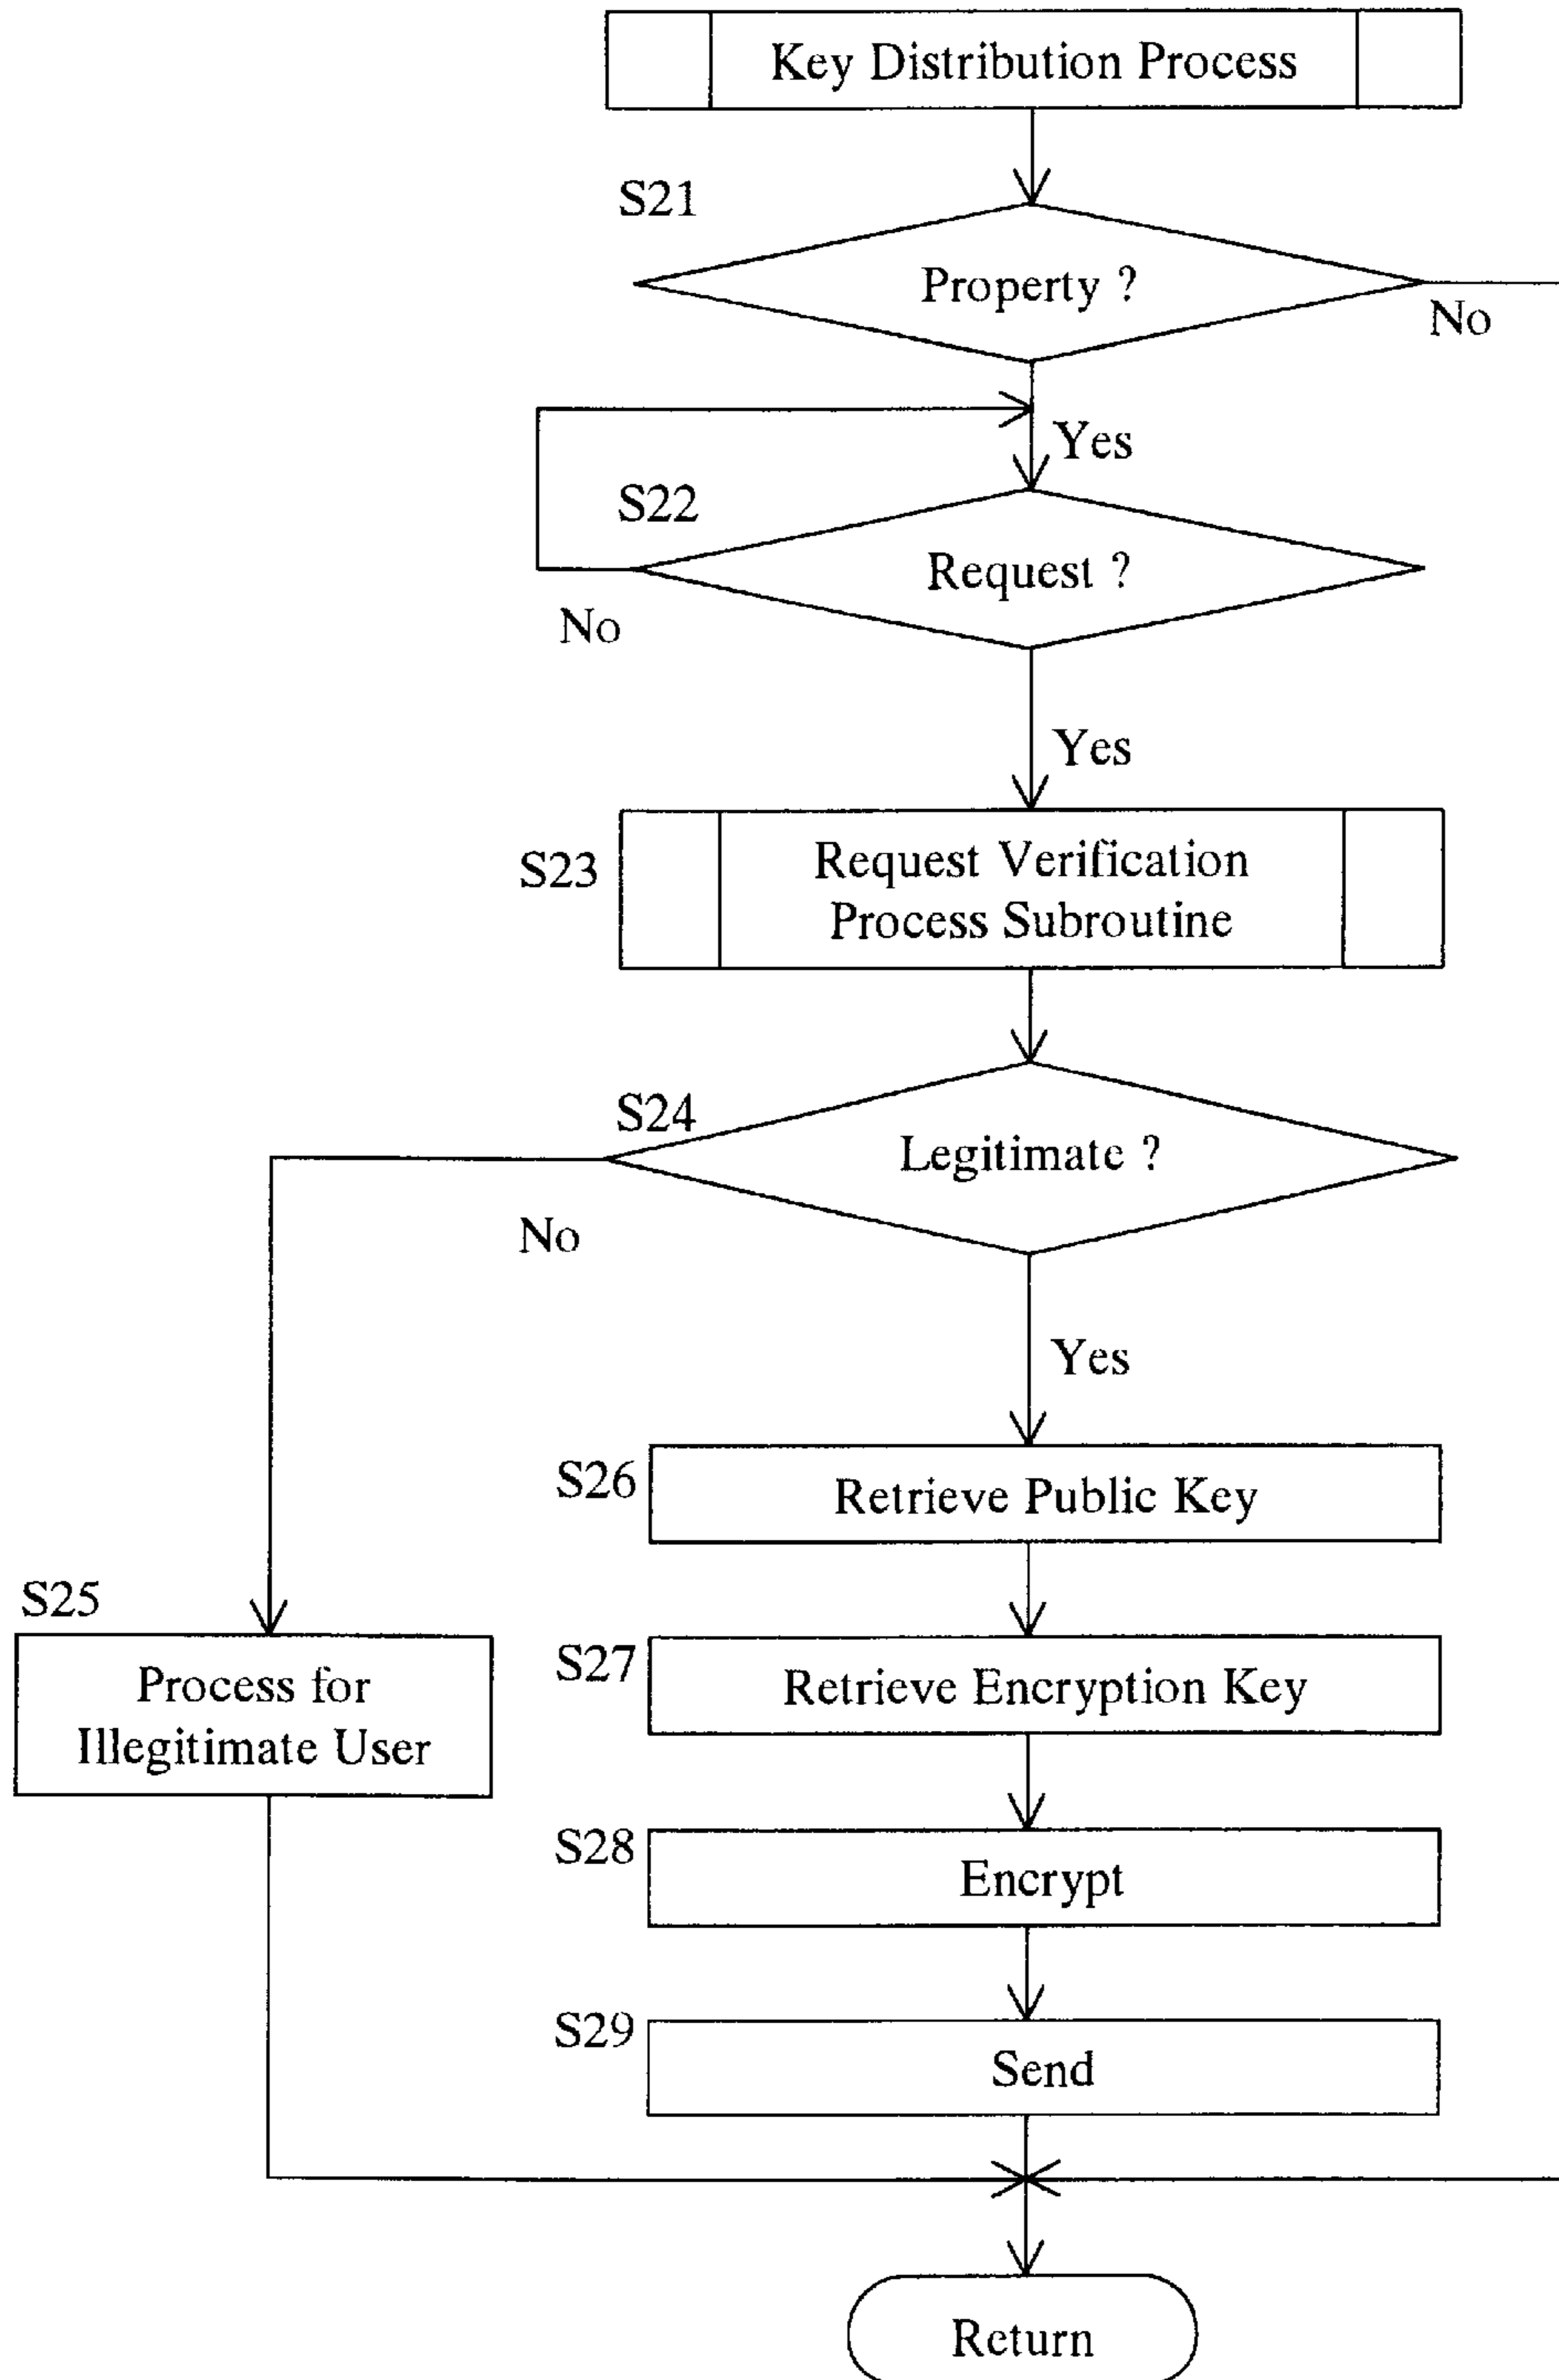 Key Distribution Process
S21
Property ?
No
Yes
S22
Request ?
No
Yes
S23
Request Verification
Process Subroutine
S24
Legitimate ?
No
Yes
S26
Retrieve Public Key
S25
Process for
Illegitimate User
S27
Retrieve Encryption Key
S28
Encrypt
S29
Send
Return